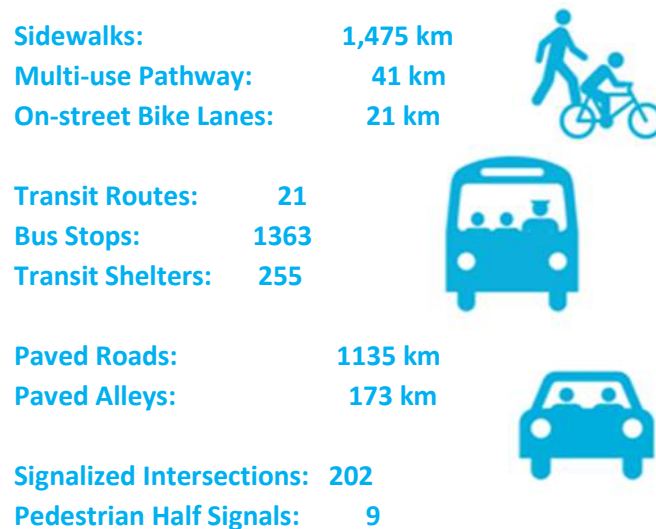 Sidewalks: 1,475 km
Multi-use Pathway: 41 km
On-street Bike Lanes: 21 km
Transit Routes: 21
Bus Stops: 1363
Transit Shelters: 255
Paved Roads: 1135 km
Paved Alleys: 173 km
Signalized Intersections: 202
Pedestrian Half Signals: 9